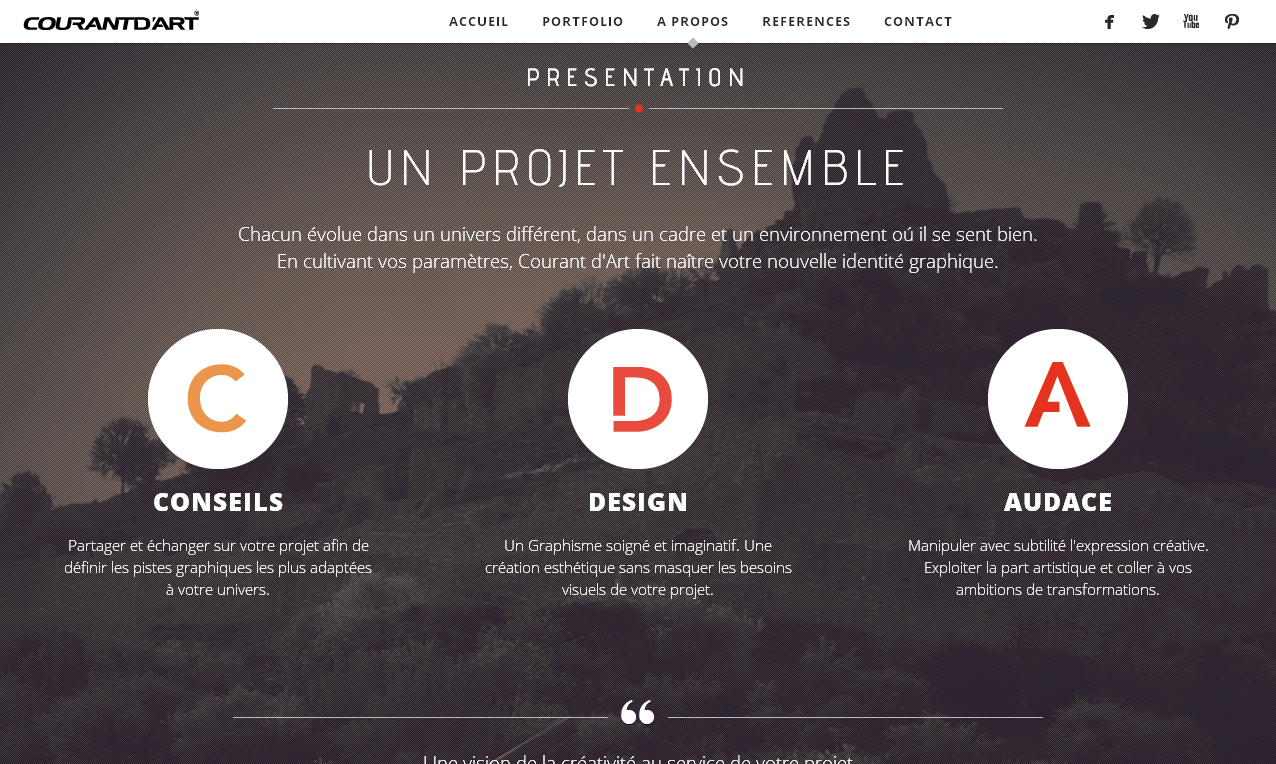 COURANTD'ART®
ACCUEIL PORTFOLIO A PROPOS REFERENCES CONTACT
You Tube
PRESENTATION
UN PROJET ENSEMBLE
Chacun évolue dans un univers différent, dans un cadre et un environnement oú il se sent bien.
En cultivant vos paramètres, Courant d'Art fait naître votre nouvelle identité graphique.
C
D
A
CONSEILS
DESIGN
AUDACE
Partager et échanger sur votre projet afin de
définir les pistes graphiques les plus adaptées
à votre univers.
Un Graphisme soigné et imaginatif. Une
création esthétique sans masquer les besoins
visuels de votre projet.
Manipuler avec subtilité l'expression créative.
Exploiter la part artistique et coller à vos
ambitions de transformations.
“
Une vision de la créativité au service de votre projet